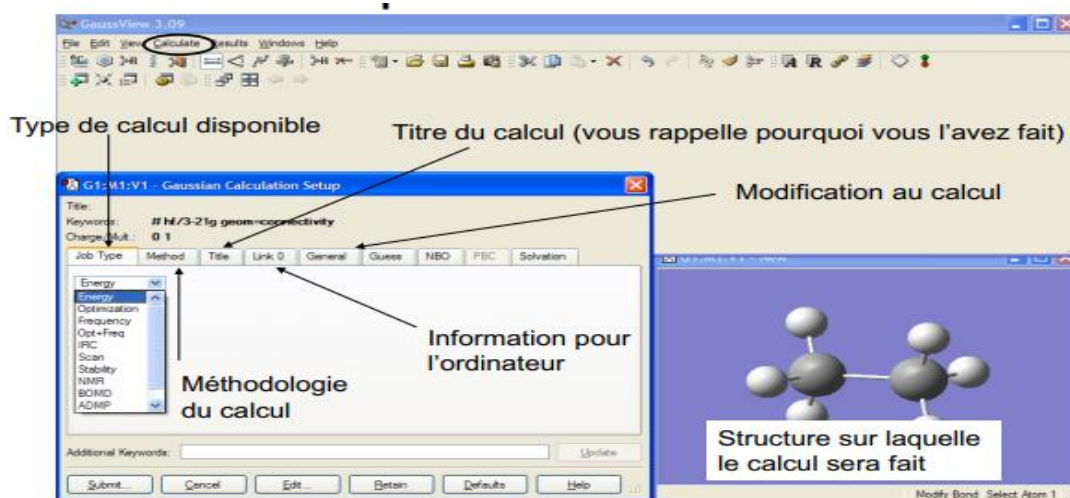 GaussView 3.09
File Edit View Calculate Results Windows Help
Type de calcul disponible
Titre du calcul (vous rappelle pourquoi vous l'avez fait)
G1:M1:V1 - Gaussian Calculation Setup
Modification au calcul
Title:
Keywords: # hf/3-21g geom=connectivity
Charge/Mult.: 0 1
Job Type Method Title Link 0 General Guess NBO PBC Solvation
G1:M1:V1 - New
Energy
Energy
Optimization
Frequency
Opt+Freq
IRC
Scan
Stability
NMR
BOMD
ADMP
Information pour
l'ordinateur
Méthodologie
du calcul
Structure sur laquelle
le calcul sera fait
Additional Keywords: Update
Submit... Cancel Edit... Retain Defaults Help
Modify Bond Select Atom 1